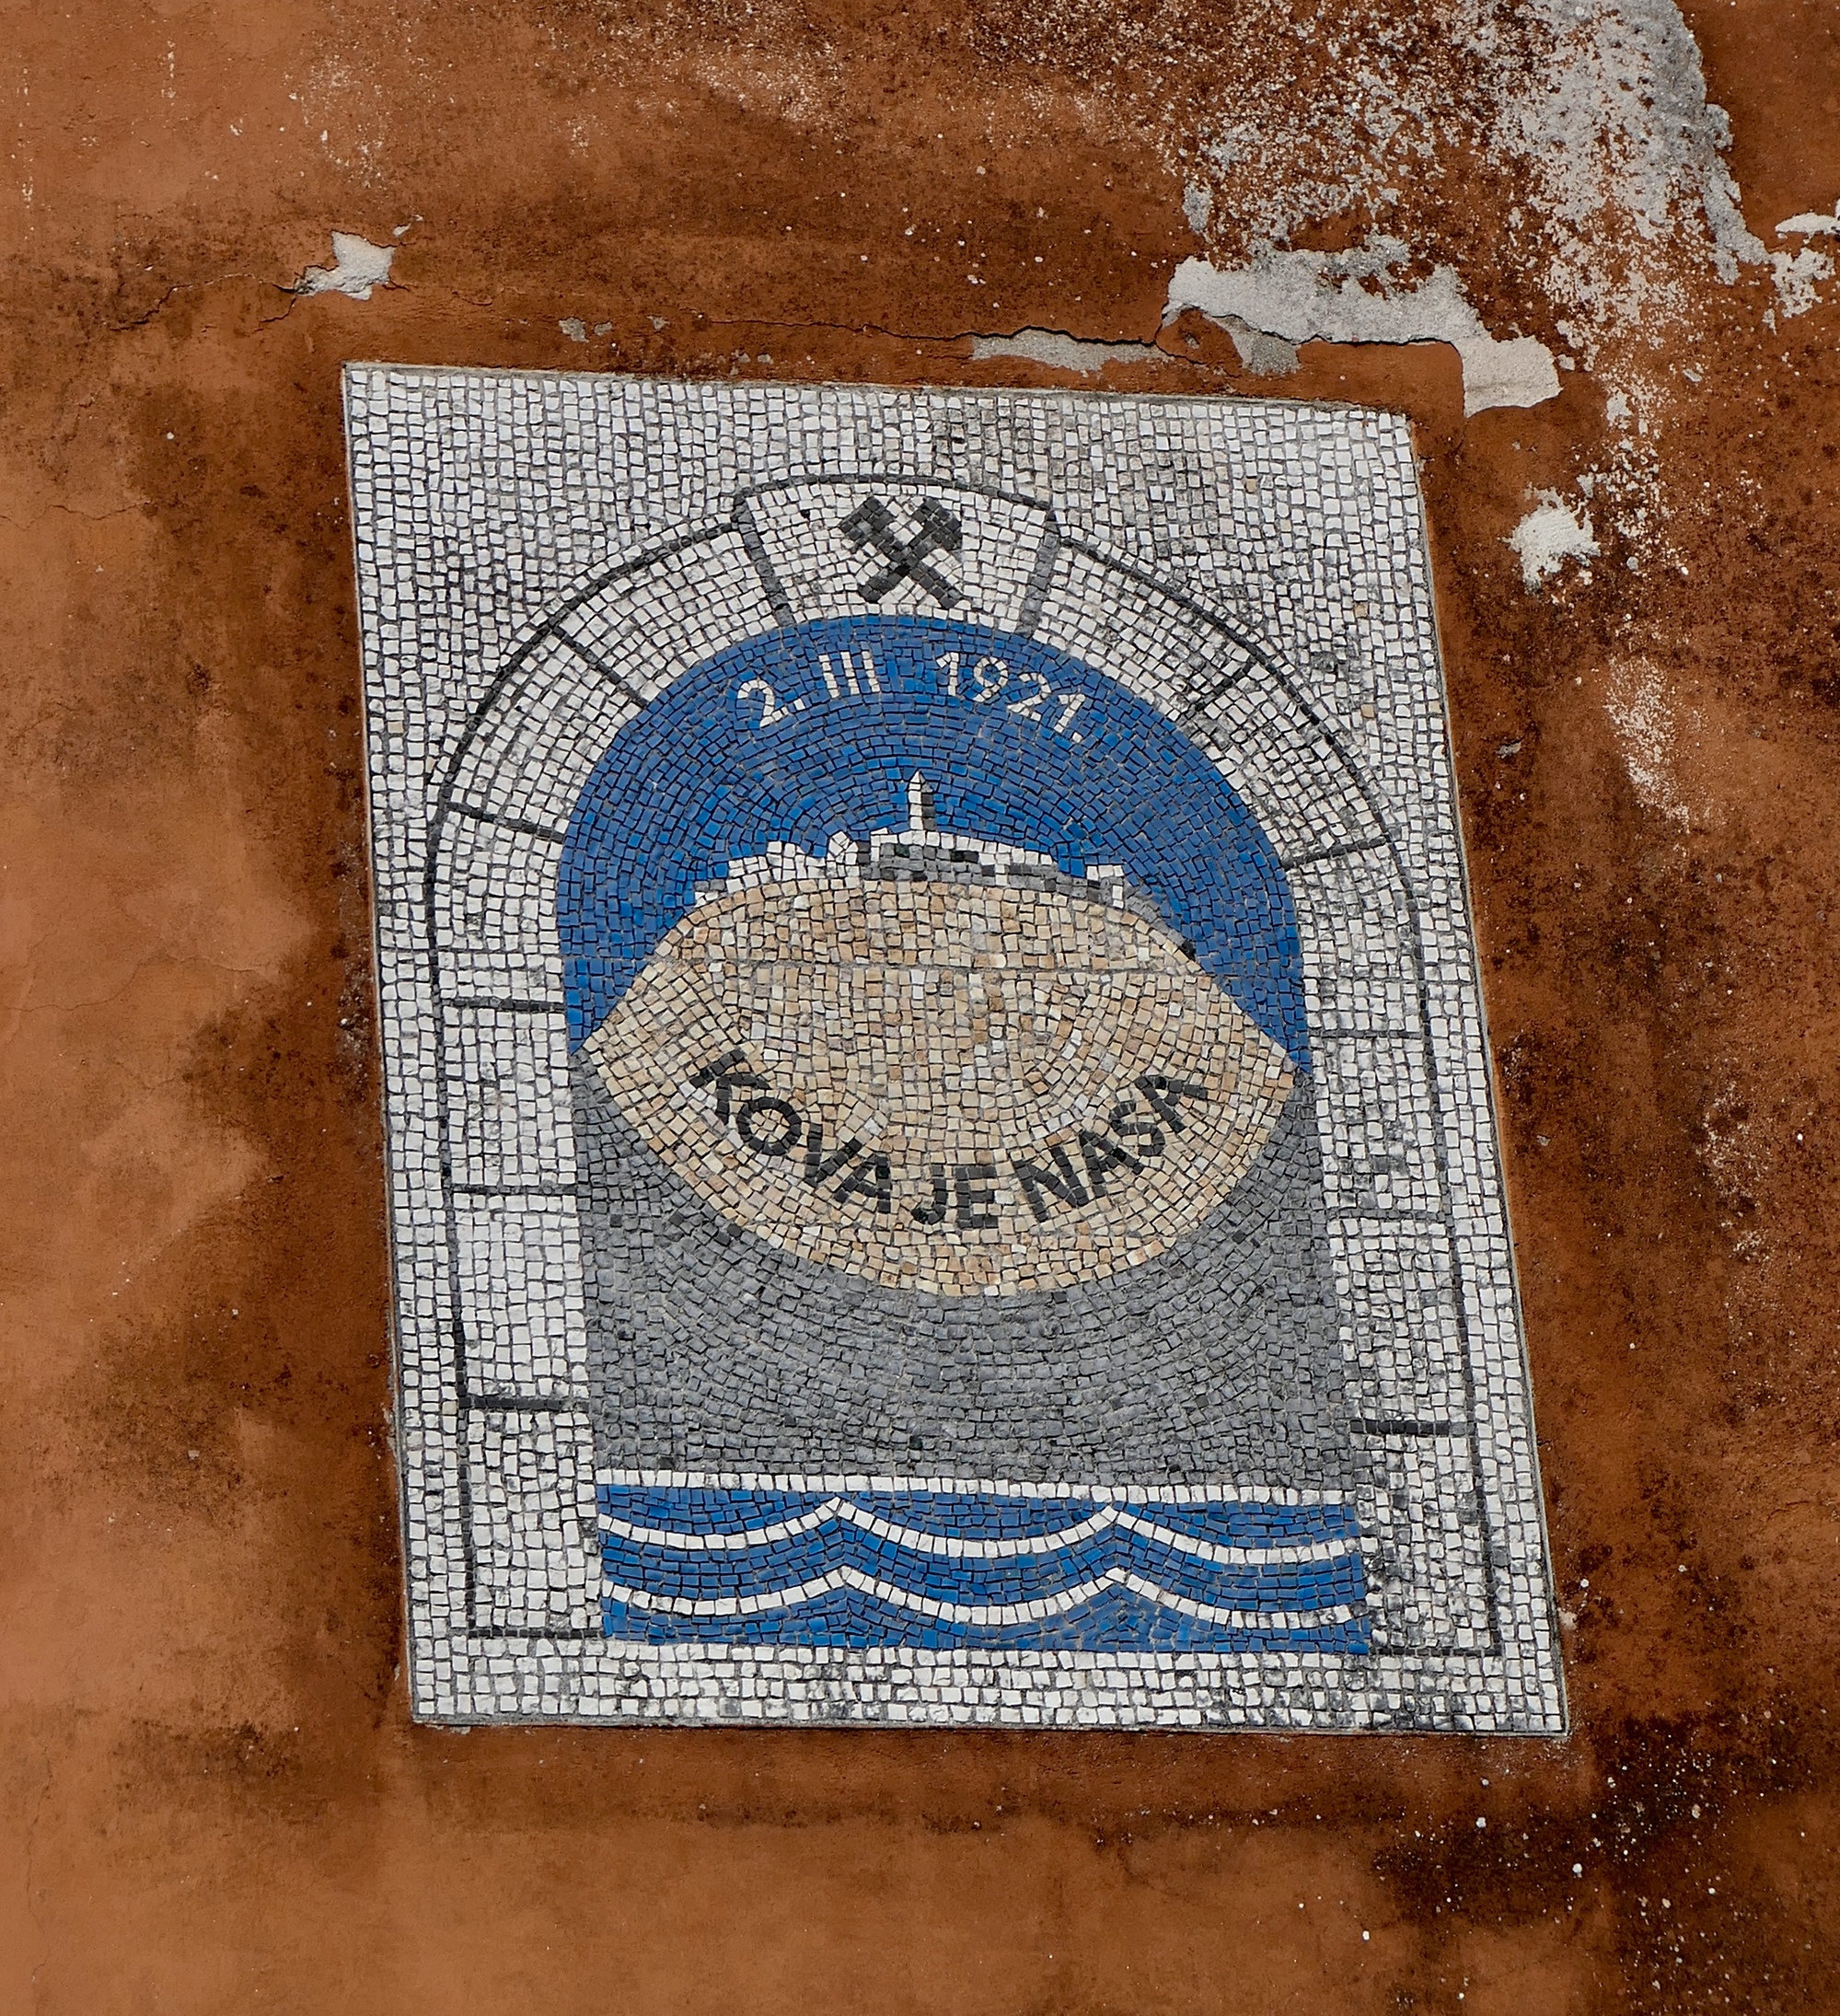 2. III 1921.
KOVA JE NAŠA